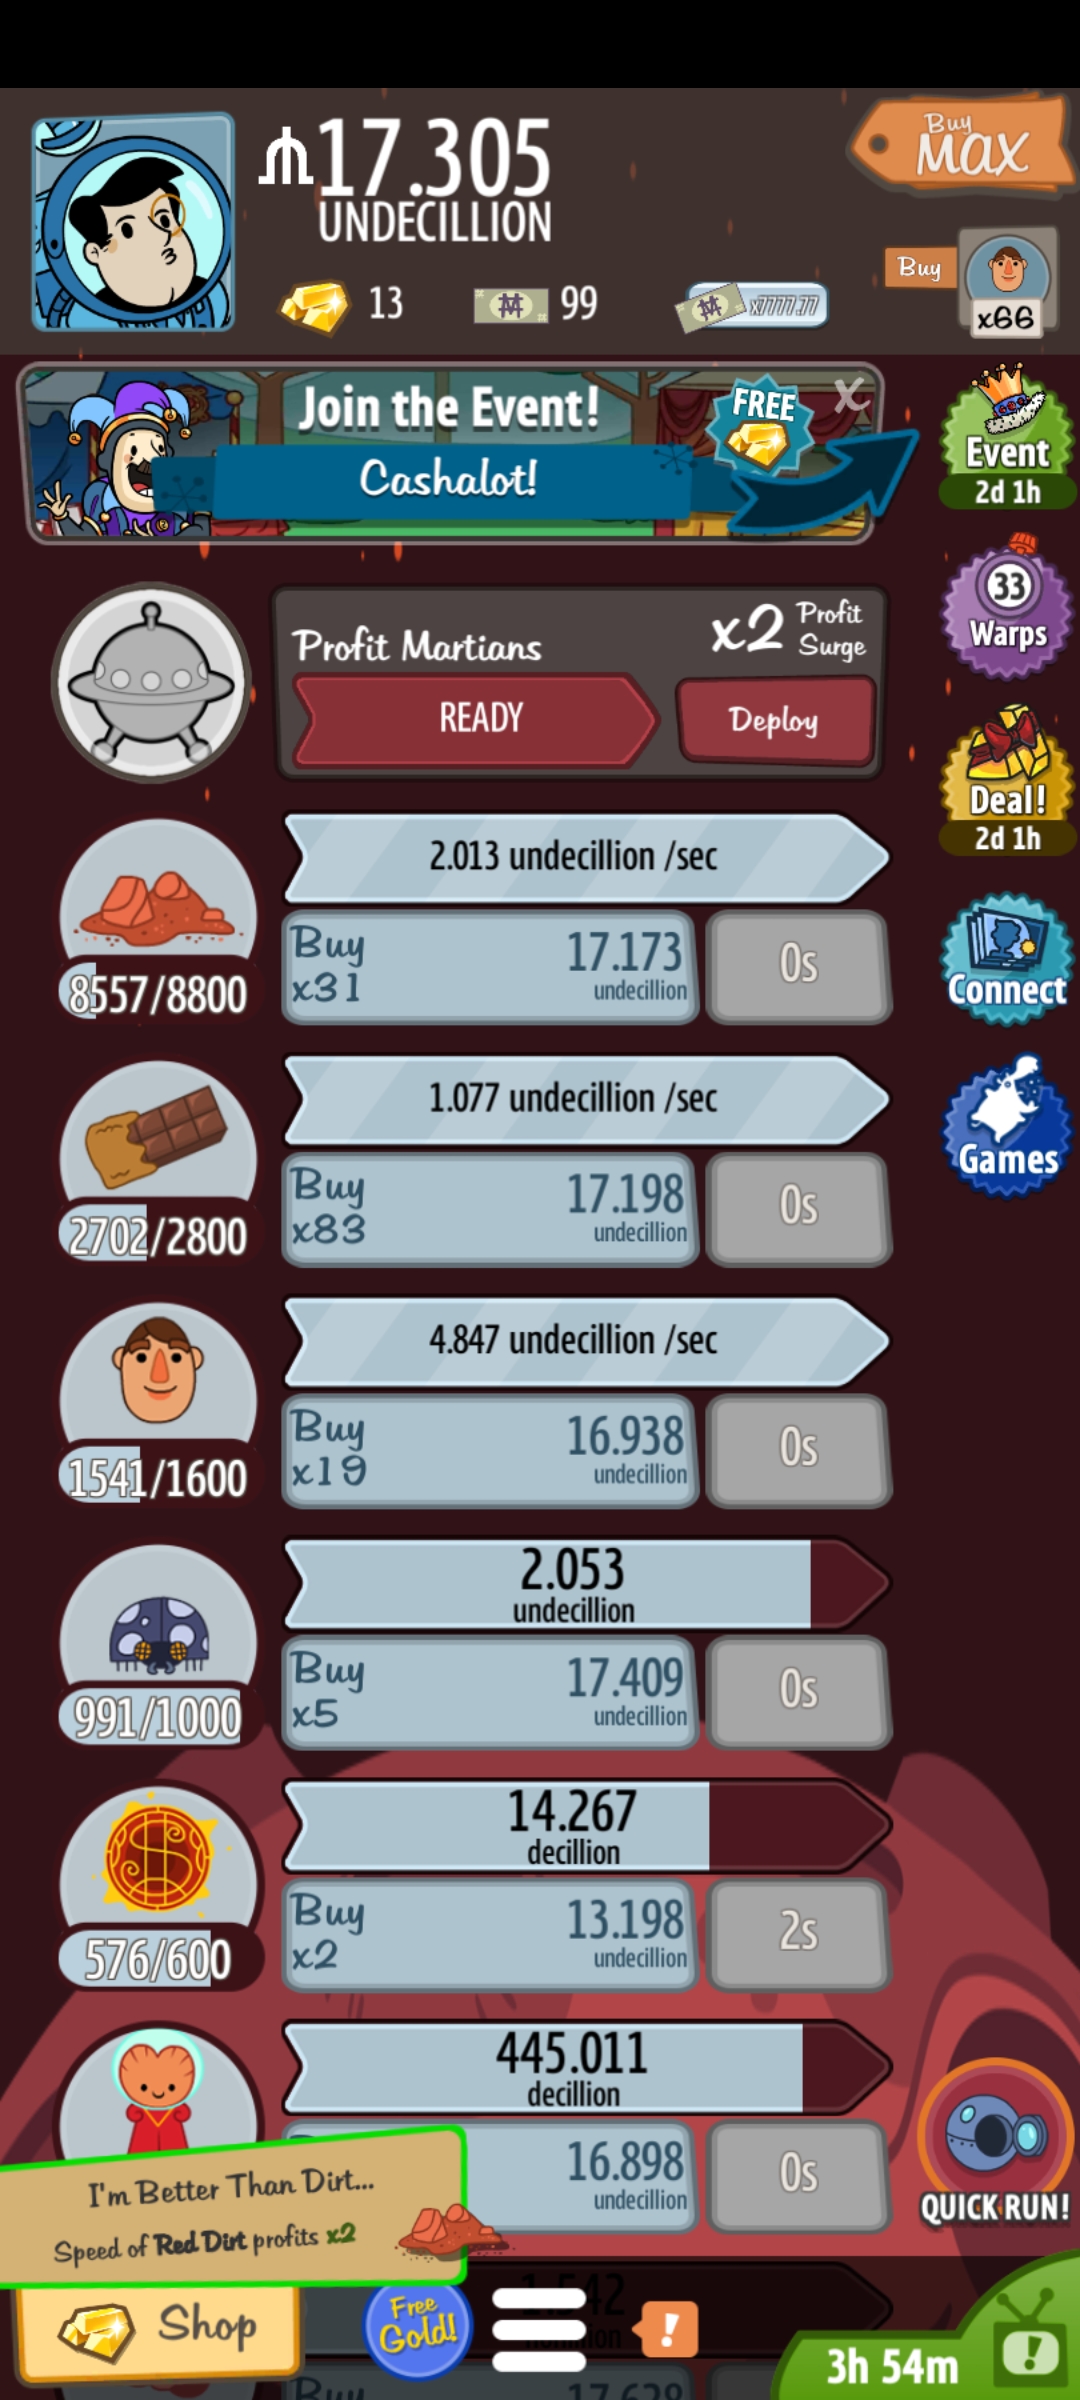 17.305
UNDECILLION
Buy
MAX
13
99
x7777.77
Buy
x66
Join the Event!
Cashalot!
FREE
X
Event
2d 1h
33
Warps
Profit Martians
x2 Profit Surge
READY
Deploy
Deal!
2d 1h
2.013 undecillion /sec
8557/8800
Buy x31
17.173
undecillion
0s
Connect
1.077 undecillion /sec
2702/2800
Buy x83
17.198
undecillion
0s
Games
4.847 undecillion /sec
1541/1600
Buy x19
16.938
undecillion
0s
2.053
undecillion
991/1000
Buy x5
17.409
undecillion
0s
14.267
decillion
576/600
Buy x2
13.198
undecillion
2s
445.011
decillion
16.898
undecillion
0s
QUICK RUN!
I'm Better Than Dirt...
Speed of Red Dirt profits x2
Shop
Free Gold!
!
3h 54m
!
Buy
17.628